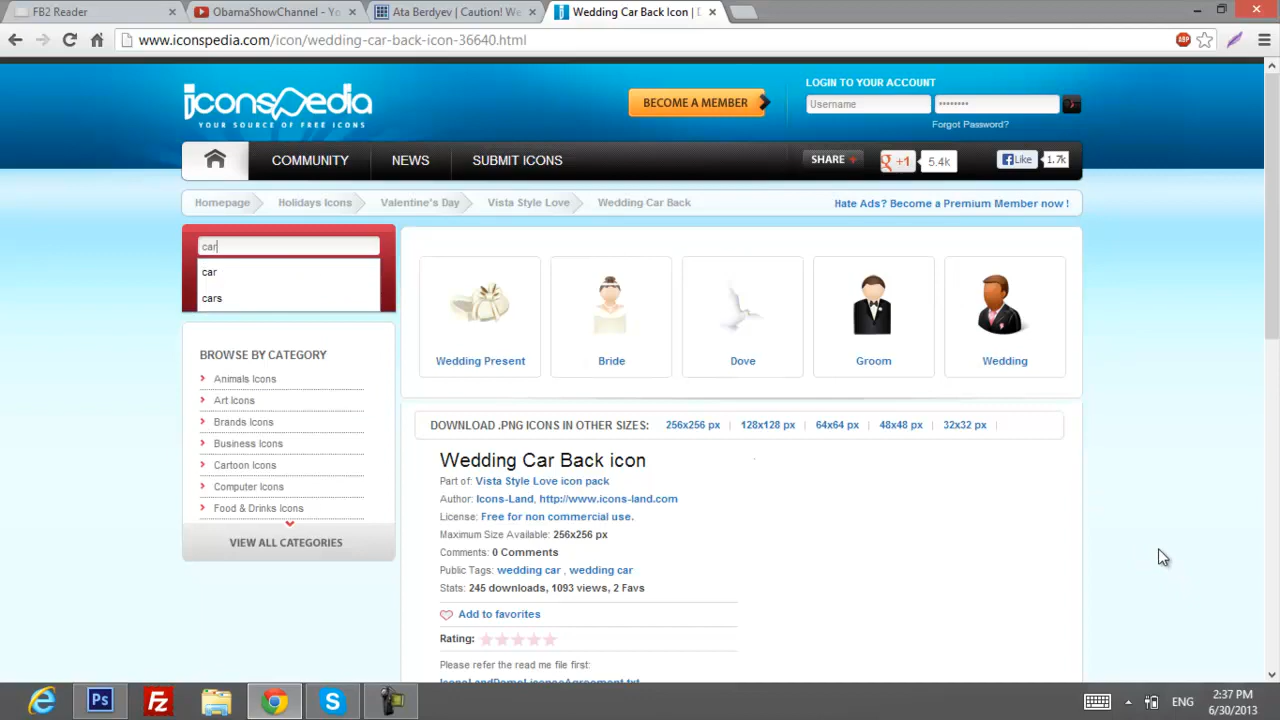 FB2 Reader
ObamaShowChannel - Yo
Ata Berdyev | Caution! We
Wedding Car Back Icon | D
www.iconspedia.com/icon/wedding-car-back-icon-36640.html
ABP
iconspedia
YOUR SOURCE OF FREE ICONS
BECOME A MEMBER
LOGIN TO YOUR ACCOUNT
Username
********
Forgot Password?
COMMUNITY
NEWS
SUBMIT ICONS
SHARE +
+1
5.4k
Like
1.7k
Homepage
Holidays Icons
Valentine's Day
Vista Style Love
Wedding Car Back
Hate Ads? Become a Premium Member now !
car
car
cars
Wedding Present
Bride
Dove
Groom
Wedding
BROWSE BY CATEGORY
Animals Icons
Art Icons
Brands Icons
Business Icons
Cartoon Icons
Computer Icons
Food & Drinks Icons
VIEW ALL CATEGORIES
DOWNLOAD .PNG ICONS IN OTHER SIZES: 256x256 px | 128x128 px | 64x64 px | 48x48 px | 32x32 px |
Wedding Car Back icon
Part of: Vista Style Love icon pack
Author: Icons-Land, http://www.icons-land.com
License: Free for non commercial use.
Maximum Size Available: 256x256 px
Comments: 0 Comments
Public Tags: wedding car , wedding car
Stats: 245 downloads, 1093 views, 2 Favs
Add to favorites
Rating:
Please refer the read me file first:
IconsLandDemoLicenseAgreement.txt
Ps
Fz
S
ENG
2:37 PM
6/30/2013